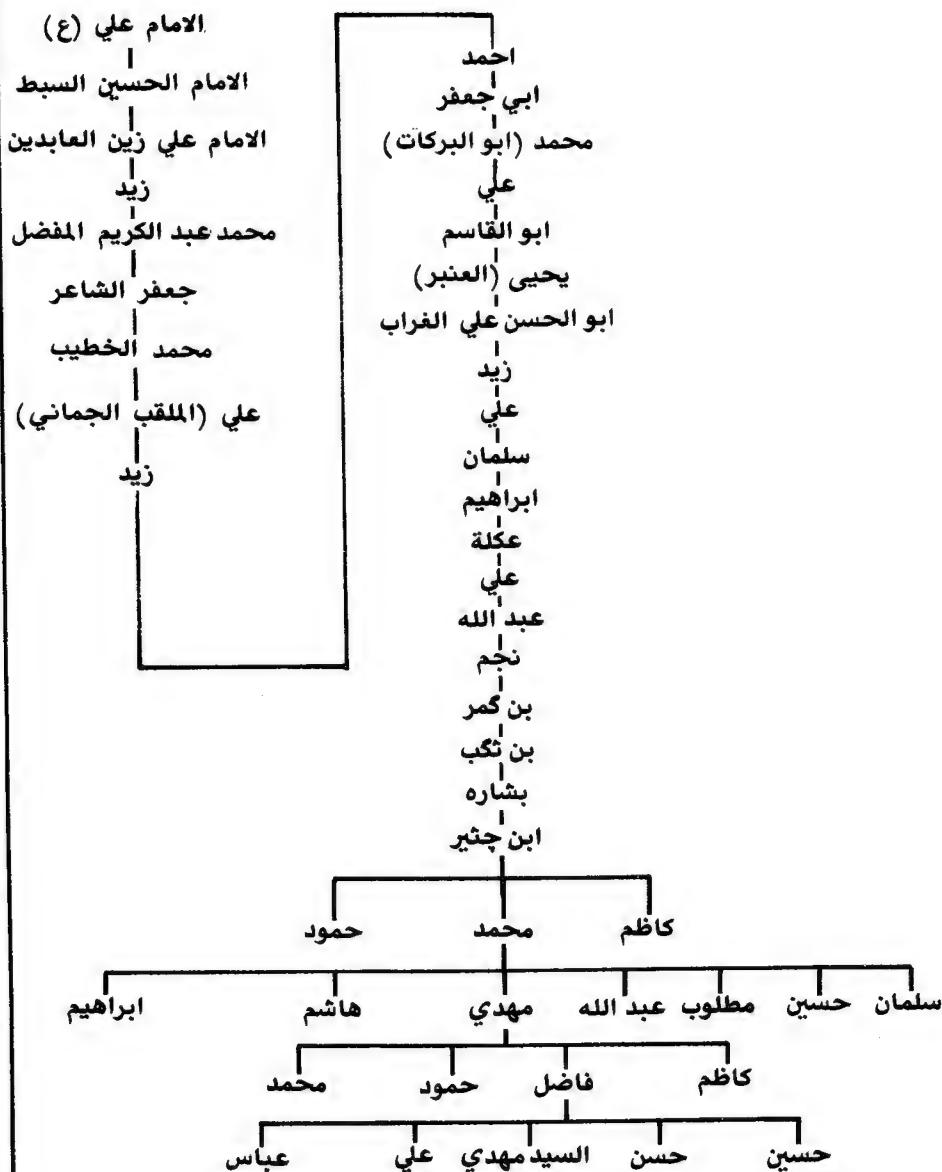 الامام علي (ع)
الامام الحسين السبط
الامام علي زين العابدين
زيد
محمد عبد الكريم المفضل
جعفر الشاعر
محمد الخطيب
علي (الملقب الجماني)
زيد
احمد
ابي جعفر
محمد (ابو البركات)
علي
ابو القاسم
يحيى (العنبر)
ابو الحسن علي الغراب
زيد
علي
سلمان
ابراهيم
عكلة
علي
عبد الله
نجم
بن گمر
بن ثگب
بشاره
ابن چثير
كاظم محمد حمود
سلمان حسين مطلوب عبد الله مهدي هاشم ابراهيم
كاظم فاضل حمود محمد
حسين حسن السيد مهدي علي عباس